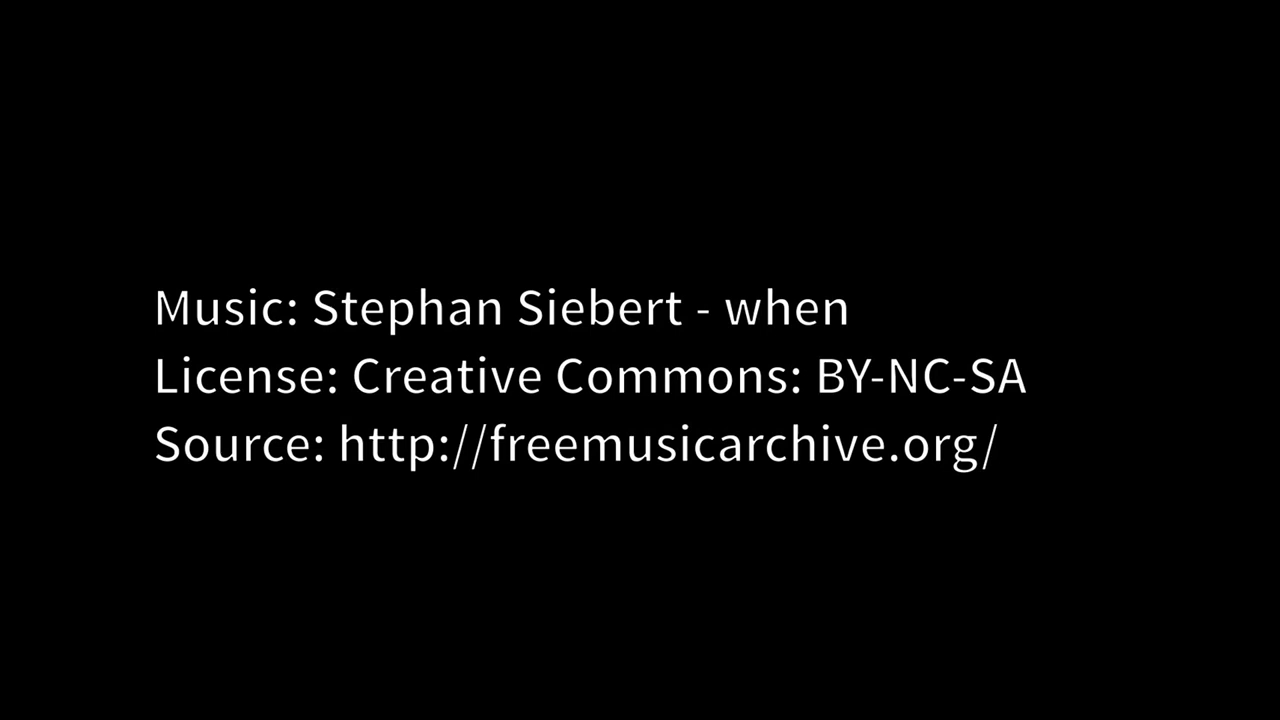 Music: Stephan Siebert - when
License: Creative Commons: BY-NC-SA
Source: http://freemusicarchive.org/